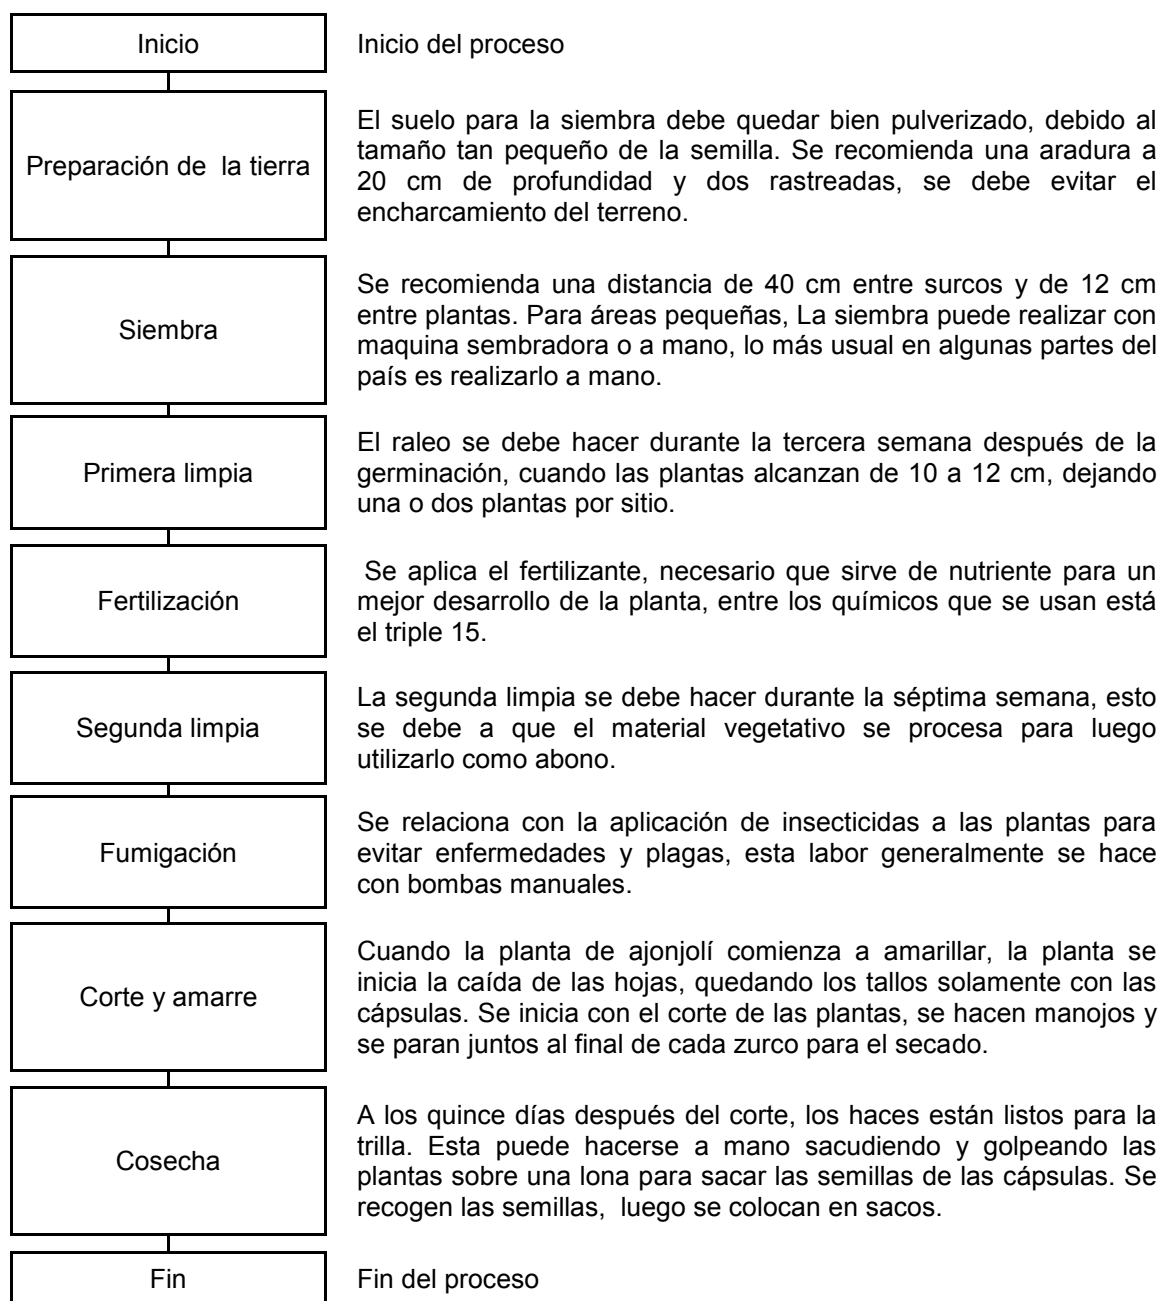 Inicio
Inicio del proceso
Preparación de la tierra
El suelo para la siembra debe quedar bien pulverizado, debido al
tamaño tan pequeño de la semilla. Se recomienda una aradura a
20 cm de profundidad y dos rastreadas, se debe evitar el
encharcamiento del terreno.
Siembra
Se recomienda una distancia de 40 cm entre surcos y de 12 cm
entre plantas. Para áreas pequeñas, La siembra puede realizar con
maquina sembradora o a mano, lo más usual en algunas partes del
país es realizarlo a mano.
Primera limpia
El raleo se debe hacer durante la tercera semana después de la
germinación, cuando las plantas alcanzan de 10 a 12 cm, dejando
una o dos plantas por sitio.
Fertilización
Se aplica el fertilizante, necesario que sirve de nutriente para un
mejor desarrollo de la planta, entre los químicos que se usan está
el triple 15.
Segunda limpia
La segunda limpia se debe hacer durante la séptima semana, esto
se debe a que el material vegetativo se procesa para luego
utilizarlo como abono.
Fumigación
Se relaciona con la aplicación de insecticidas a las plantas para
evitar enfermedades y plagas, esta labor generalmente se hace
con bombas manuales.
Corte y amarre
Cuando la planta de ajonjolí comienza a amarillar, la planta se
inicia la caída de las hojas, quedando los tallos solamente con las
cápsulas. Se inicia con el corte de las plantas, se hacen manojos y
se paran juntos al final de cada zurco para el secado.
Cosecha
A los quince días después del corte, los haces están listos para la
trilla. Esta puede hacerse a mano sacudiendo y golpeando las
plantas sobre una lona para sacar las semillas de las cápsulas. Se
recogen las semillas, luego se colocan en sacos.
Fin
Fin del proceso